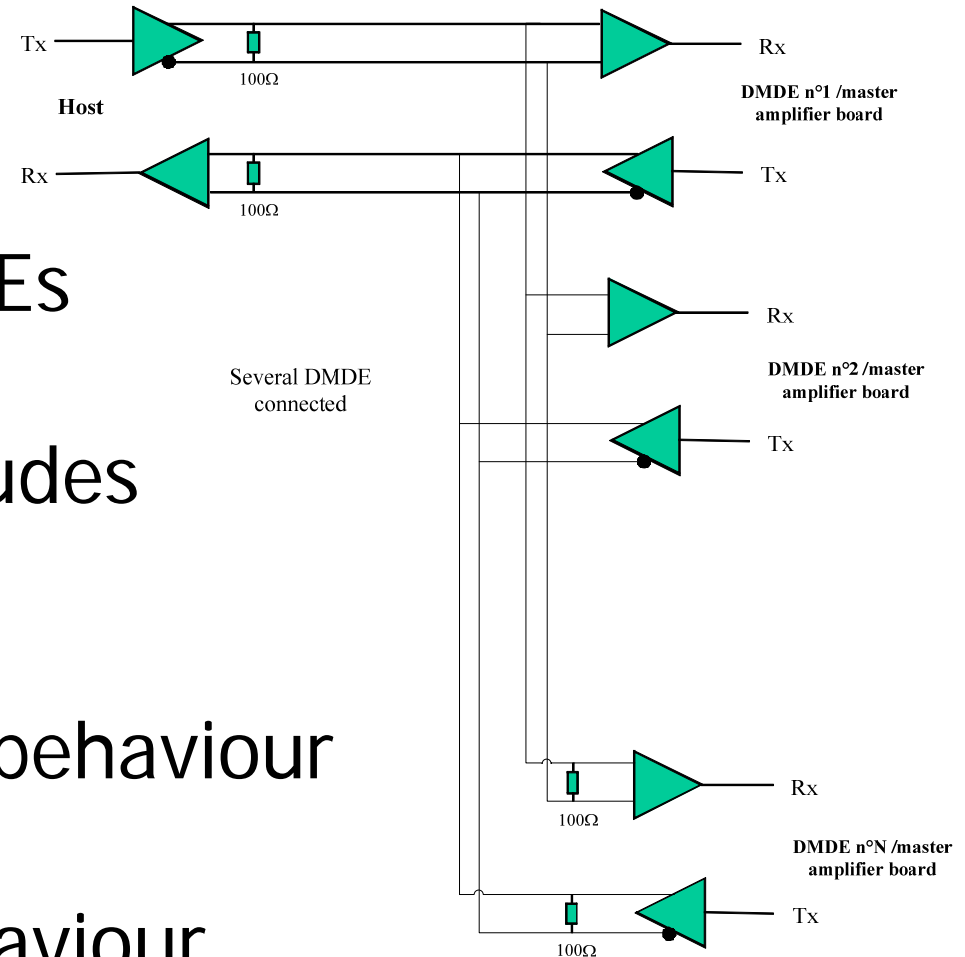 Tx
Rx
100Ω
Host
DMDE n°1 /master
amplifier board
Rx
Tx
100Ω
Es
Rx
Several DMDE
connected
DMDE n°2 /master
amplifier board
Tx
udes
behaviour
Rx
100Ω
DMDE n°N /master
amplifier board
Tx
aviour
100Ω